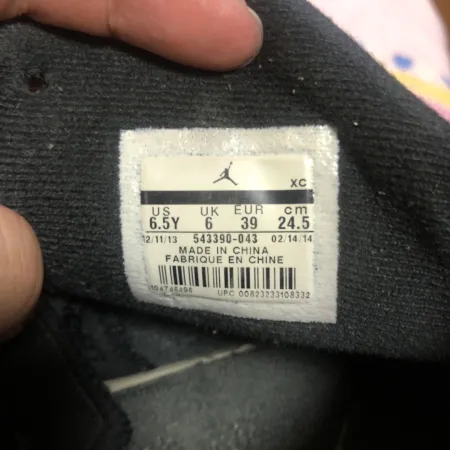 XC
US UK EUR cm
6.5Y 6 39 24.5
12/11/13 543390-043 02/14/14
MADE IN CHINA
FABRIQUE EN CHINE
UPC 00823233108332